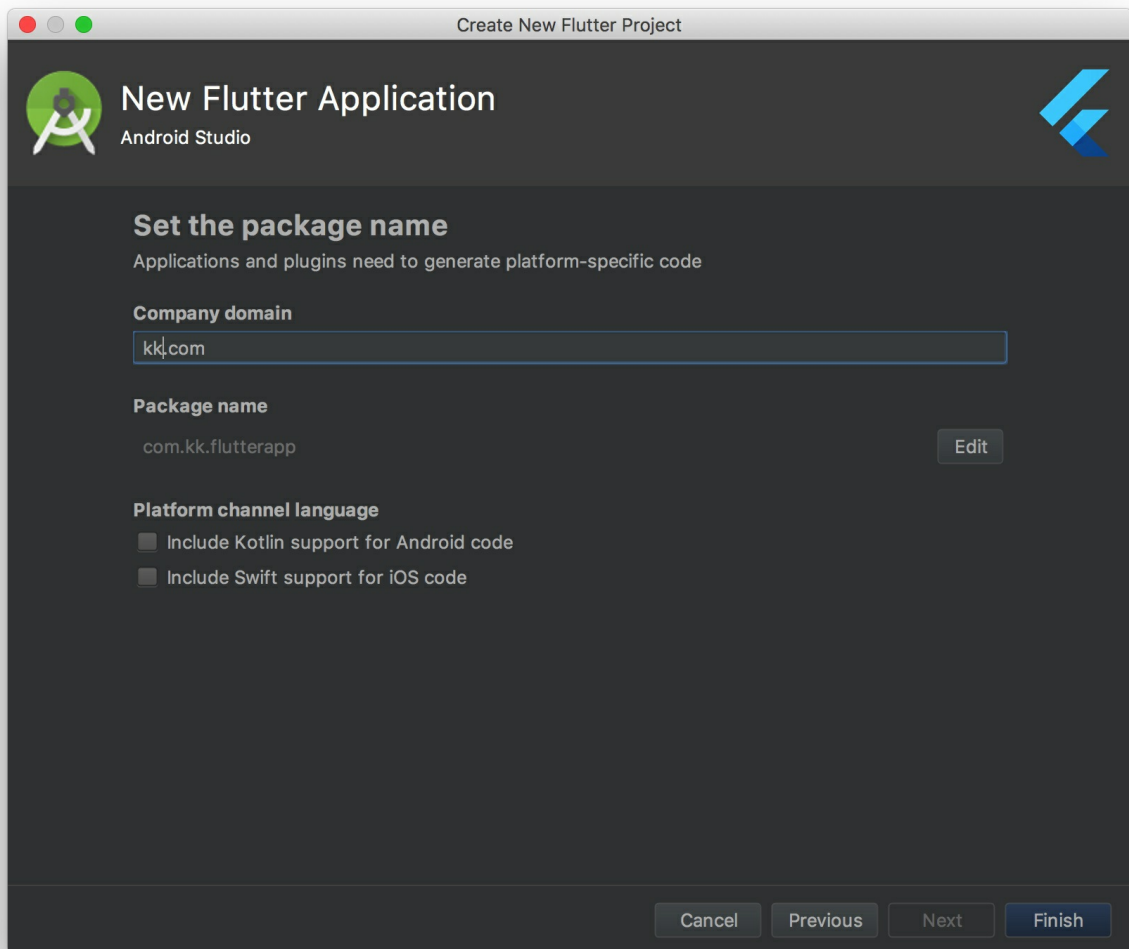 Create New Flutter Project
New Flutter Application
Android Studio
Set the package name
Applications and plugins need to generate platform-specific code
Company domain
kk.com
Package name
com.kk.flutterapp
Edit
Platform channel language
Include Kotlin support for Android code
Include Swift support for iOS code
Cancel Previous Next Finish